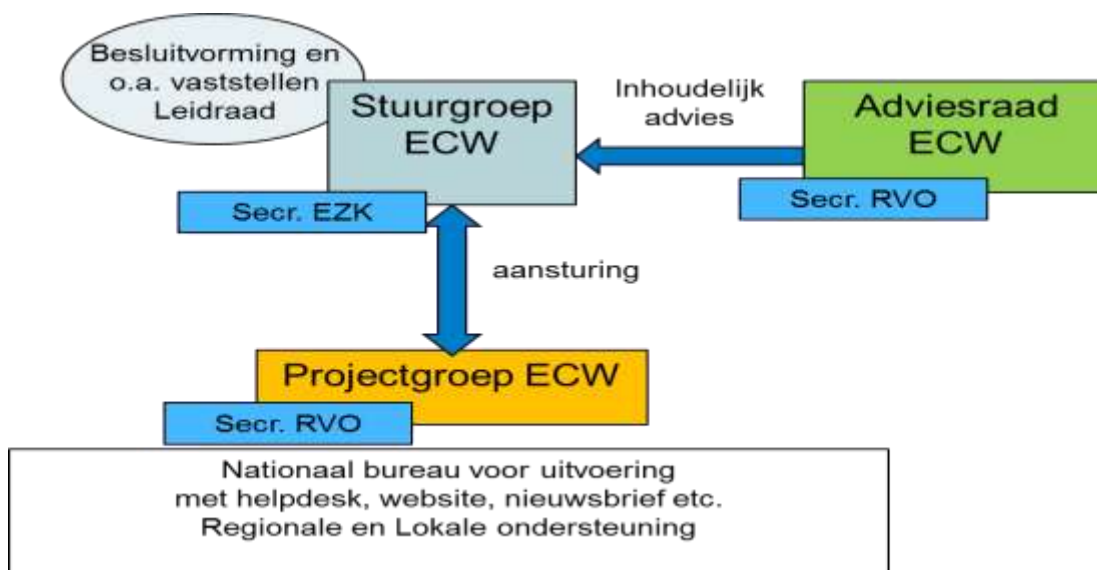 Besluitvorming en
o.a. vaststellen
Leidraad
Stuurgroep
ECW
Secr. EZK
Inhoudelijk
advies
Adviesraad
ECW
Secr. RVO
aansturing
Projectgroep ECW
Secr. RVO
Nationaal bureau voor uitvoering
met helpdesk, website, nieuwsbrief etc.
Regionale en Lokale ondersteuning